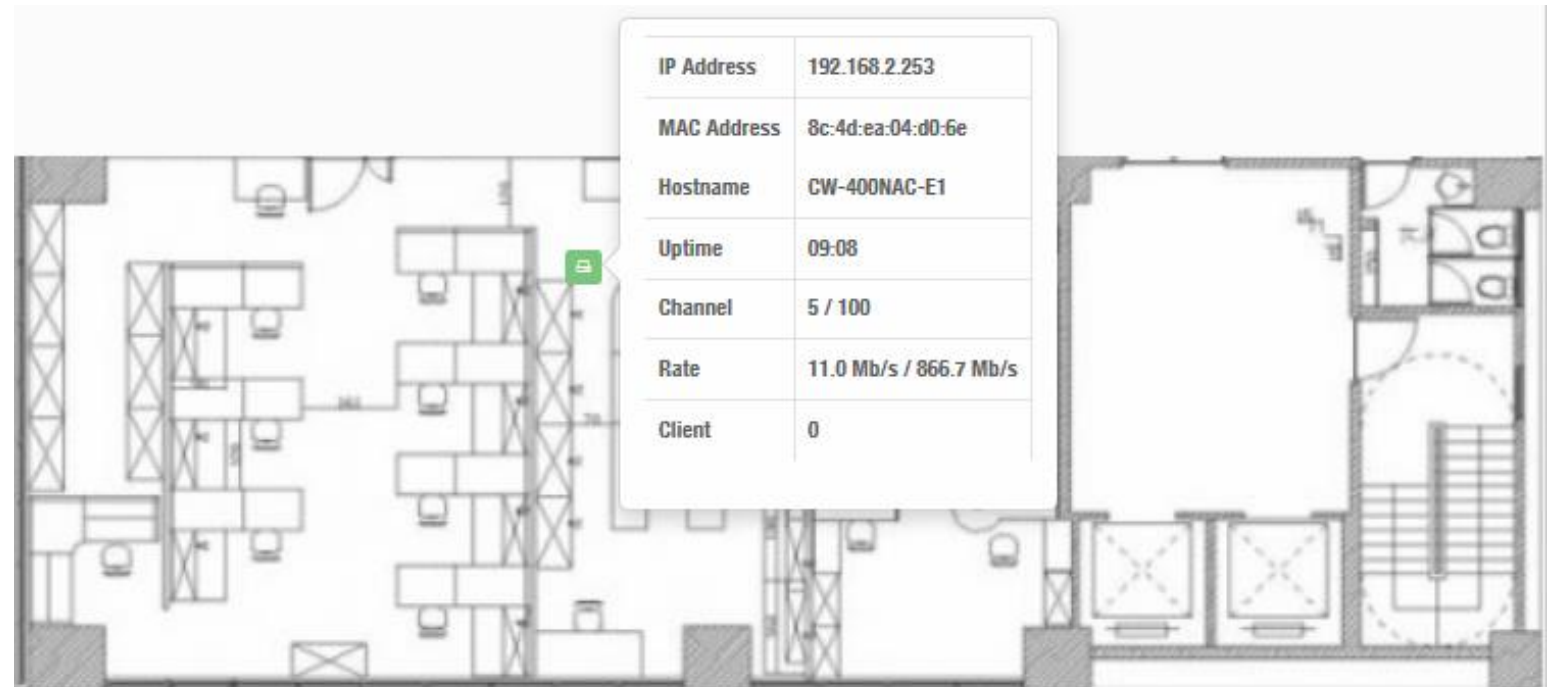 IP Address 192.168.2.253
MAC Address 8c:4d:ea:04:d0:6e
Hostname CW-400NAC-E1
Uptime 09:08
Channel 5 / 100
Rate 11.0 Mb/s / 866.7 Mb/s
Client 0